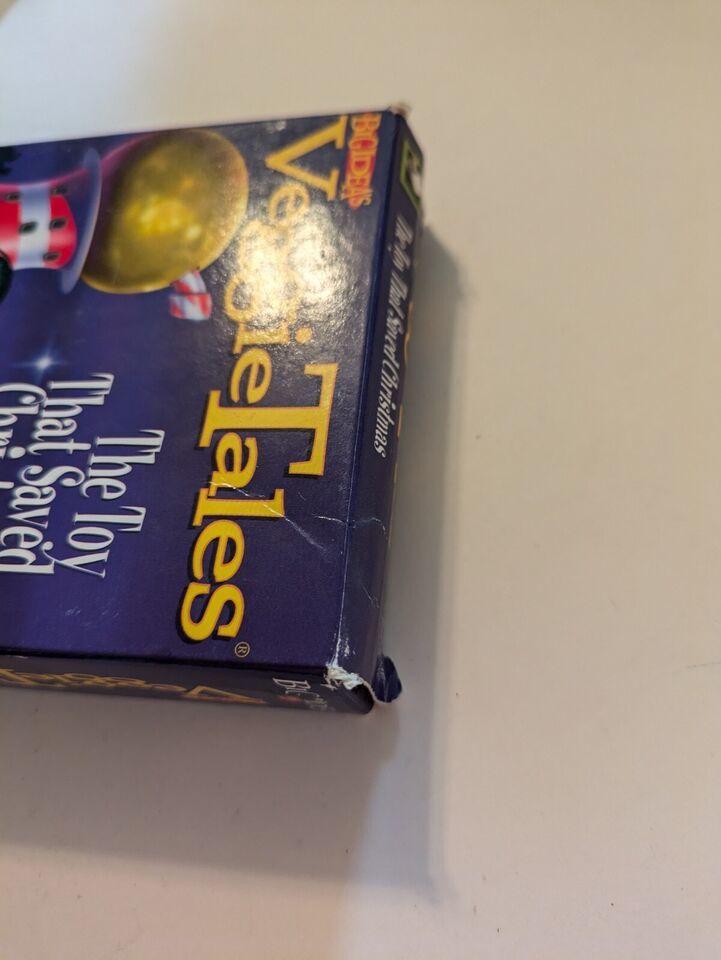 BIG IDEA'S
VeggieTales®
The Toy
That Saved
The Toy That Saved Christmas